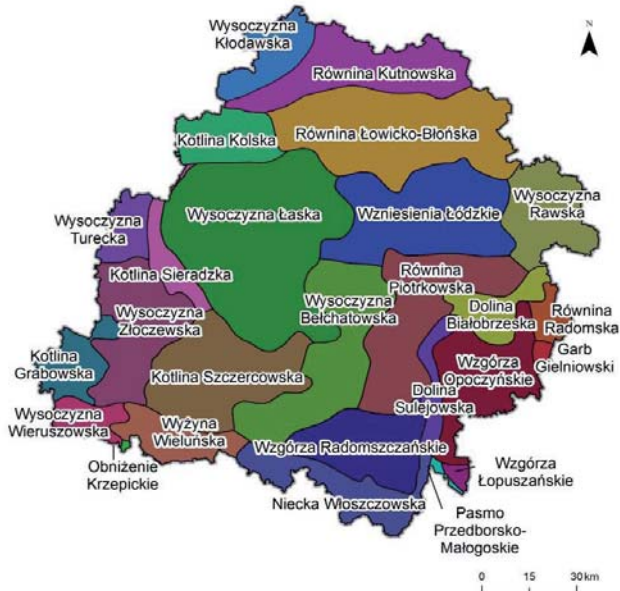 Wysoczyzna
Kłodawska
N
Równina Kutnowska
Kotlina Kolska
Równina Łowicko-Błońska
Wysoczyzna
Turecka
Wysoczyzna Łaska
Wzniesienia Łódzkie
Wysoczyzna
Rawska
Kotlina Sieradzka
Równina
Piotrkowska
Wysoczyzna
Złoczewska
Wysoczyzna
Bełchatowska
Dolina
Białobrzeska
Równina
Radomska
Kotlina
Grabowska
Kotlina Szczercowska
Wzgórza
Opoczyńskie
Garb
Gielniowski
Dolina
Sulejowska
Wysoczyzna
Wieruszowska
Wyżyna
Wieluńska
Wzgórza Radomszczańskie
Obniżenie
Krzepickie
Niecka Włoszczowska
Wzgórza
Łopuszańskie
Pasmo
Przedborsko-
Małogoskie
0 15 30 km